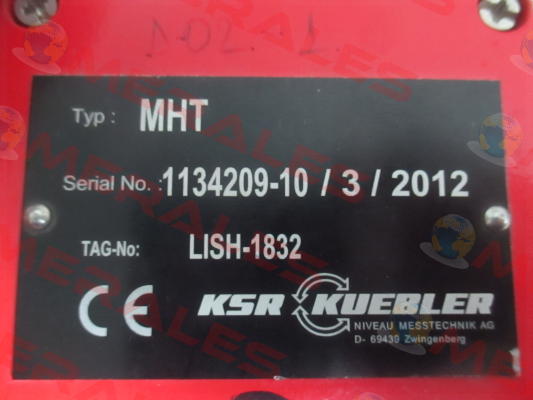 Typ: MHT
Serial No.: 1134209-10 / 3 / 2012
TAG-No: LISH-1832
CE KSR KUEBLER
NIVEAU MESSTECHNIK AG
D- 69439 Zwingenberg